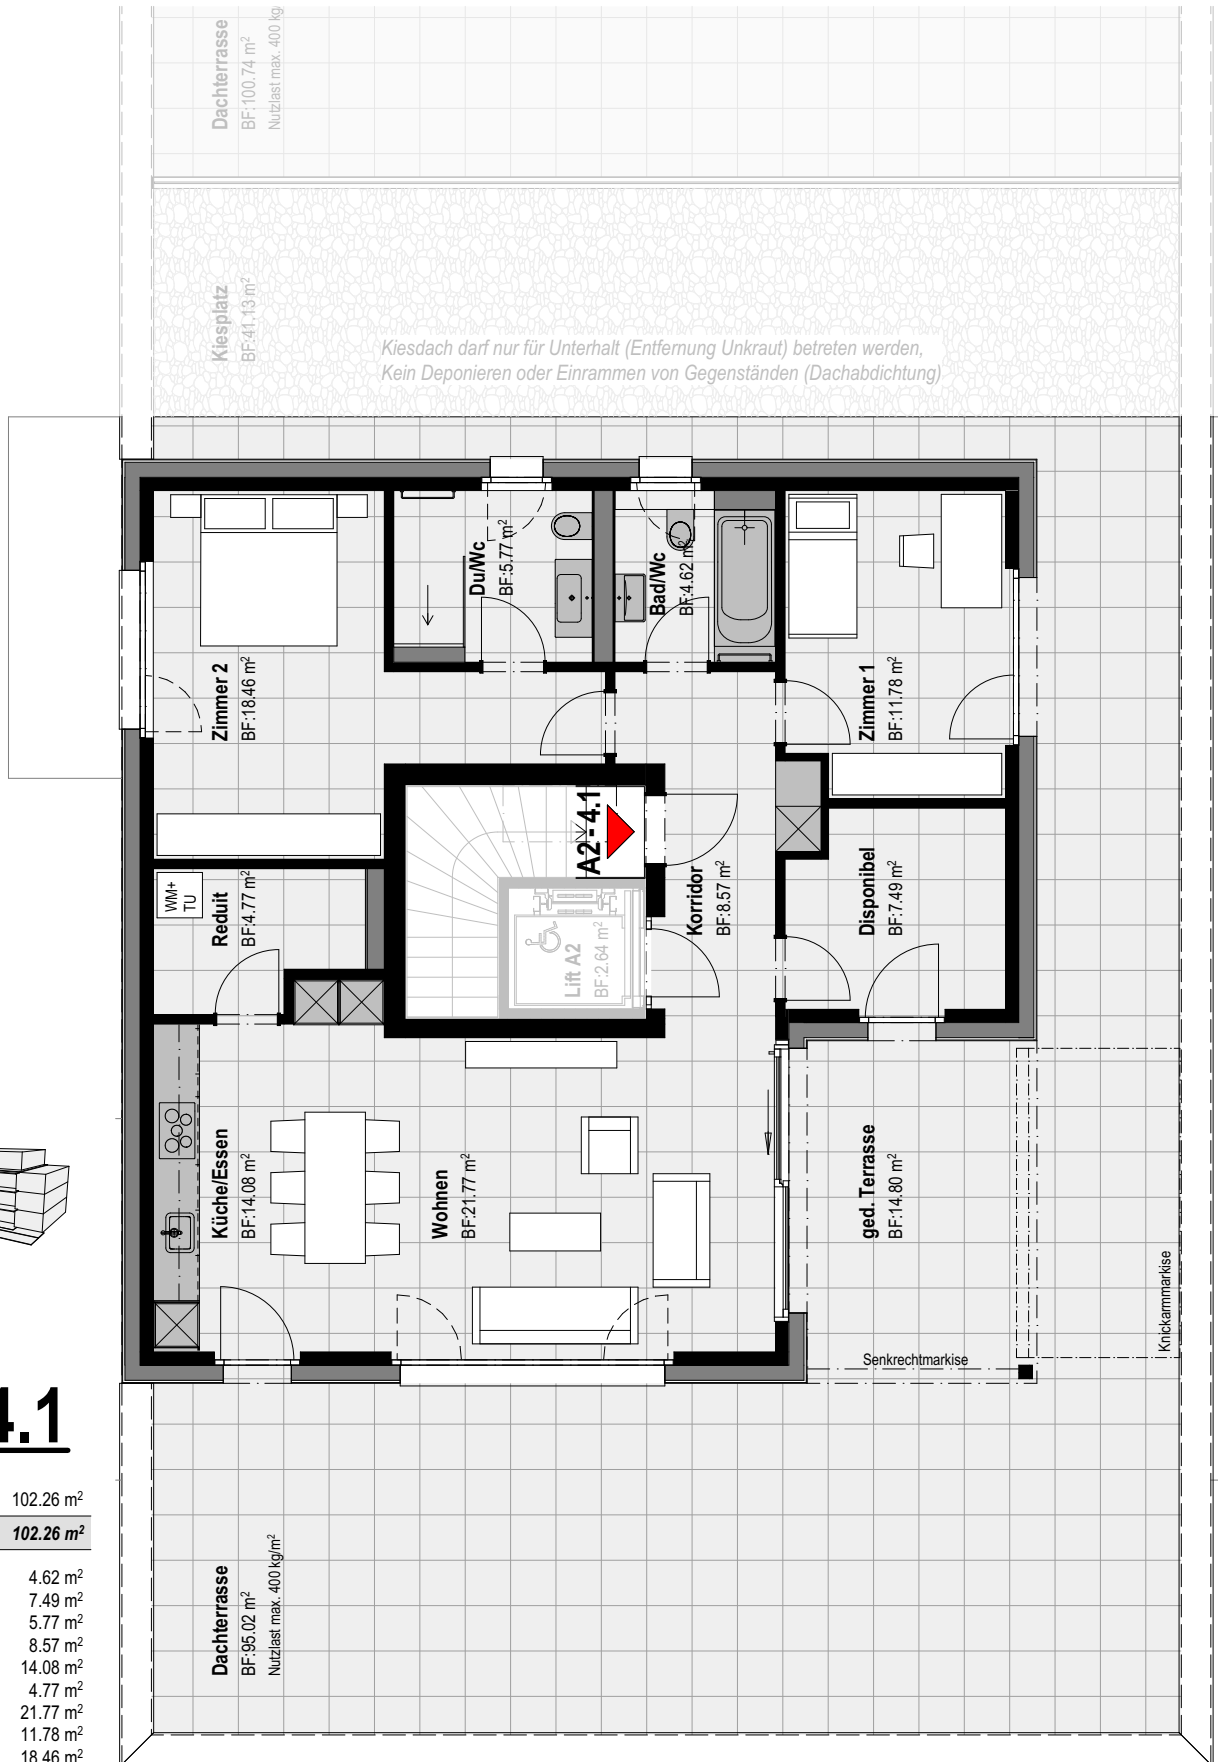 Dachterrasse
BF:100.74 m²
Nutzlast max. 400 kg
Kiesplatz
BF:41.13 m²
Kiesdach darf nur für Unterhalt (Entfernung Unkraut) betreten werden,
Kein Deponieren oder Einrammen von Gegenständen (Dachabdichtung)
Du/Wc
BF:5.77 m²
Bad/Wc
BF:4.62 m²
Zimmer 2
BF:18.46 m²
Zimmer 1
BF:11.78 m²
A2 - 4.1
WM+
TU
Reduit
BF:4.77 m²
Lift A2
BF:2.64 m²
Korridor
BF:8.57 m²
Disponibel
BF:7.49 m²
Küche/Essen
BF:14.08 m²
Wohnen
BF:21.77 m²
ged. Terrasse
BF:14.80 m²
Knickarmmarkise
Senkrechtmarkise
4.1
102.26 m²
102.26 m²
4.62 m²
7.49 m²
5.77 m²
8.57 m²
14.08 m²
4.77 m²
21.77 m²
11.78 m²
18.46 m²
Dachterrasse
BF:95.02 m²
Nutzlast max. 400 kg/m²